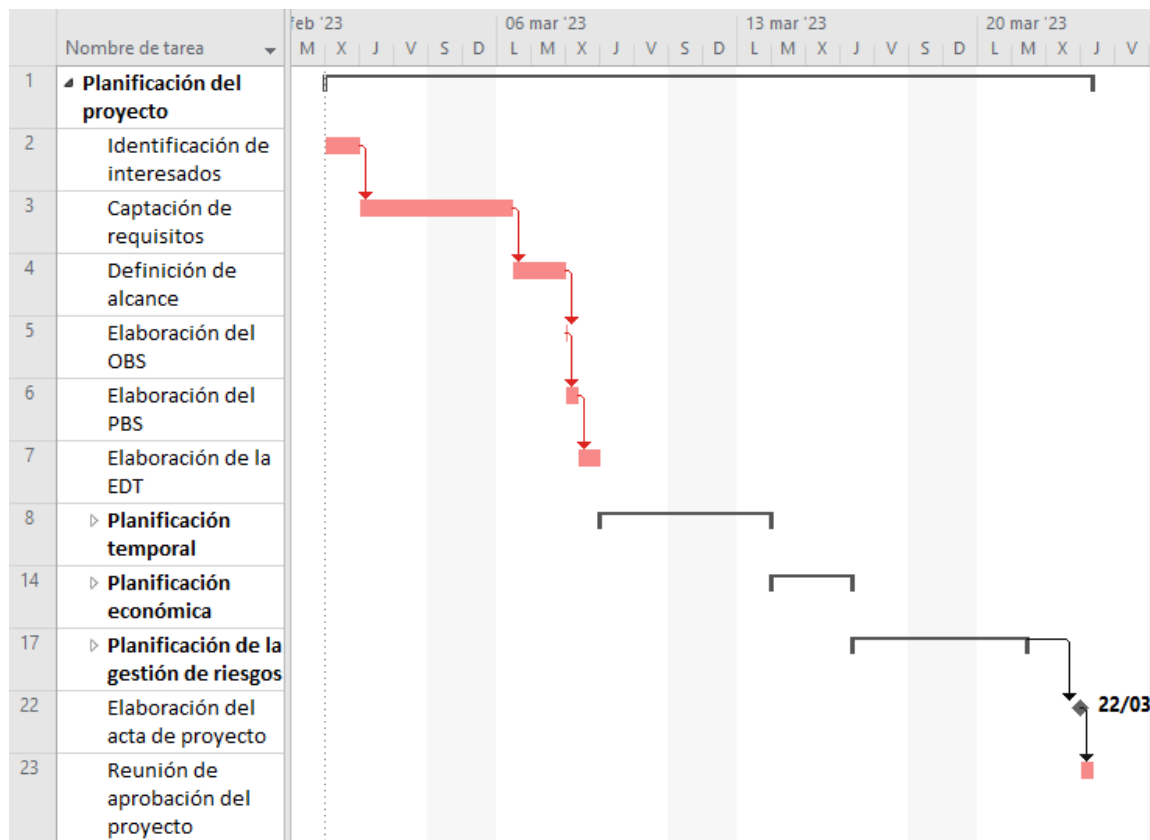 feb '23 06 mar '23 13 mar '23 20 mar '23
Nombre de tarea M X J V S D L M X J V S D L M X J V S D L M X J V
1 Planificación del
proyecto
2 Identificación de
interesados
3 Captación de
requisitos
4 Definición de
alcance
5 Elaboración del
OBS
6 Elaboración del
PBS
7 Elaboración de la
EDT
8 Planificación
temporal
14 Planificación
económica
17 Planificación de la
gestión de riesgos
22 Elaboración del 22/03
acta de proyecto
23 Reunión de
aprobación del
proyecto